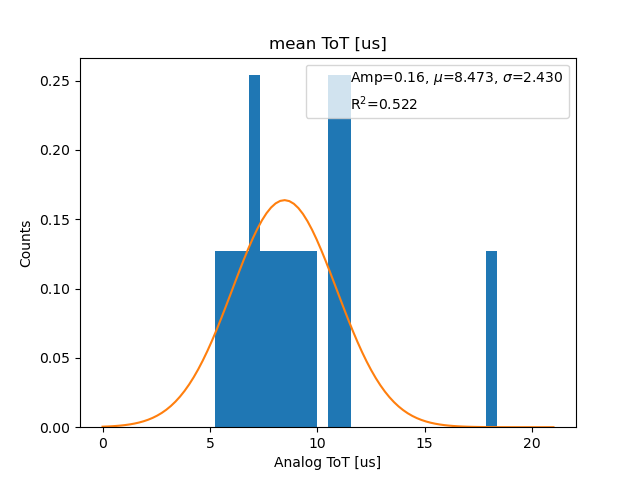 mean ToT [us]
Amp=0.16, μ=8.473, σ=2.430
R²=0.522
Counts
0.25
0.20
0.15
0.10
0.05
0.00
0 5 10 15 20
Analog ToT [us]